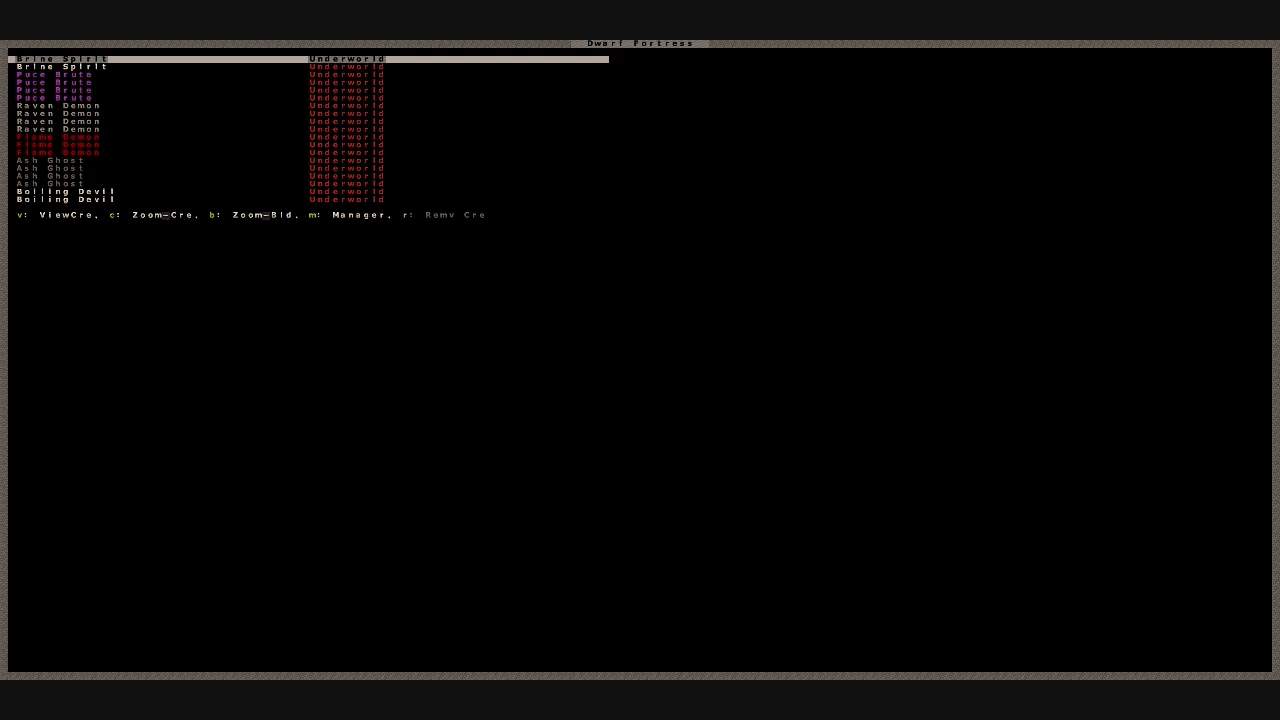 Dwarf Fortress
Brine Spirit Underworld
Brine Spirit Underworld
Puce Brute Underworld
Puce Brute Underworld
Puce Brute Underworld
Puce Brute Underworld
Raven Demon Underworld
Raven Demon Underworld
Raven Demon Underworld
Raven Demon Underworld
Flame Demon Underworld
Flame Demon Underworld
Flame Demon Underworld
Ash Ghost Underworld
Ash Ghost Underworld
Ash Ghost Underworld
Ash Ghost Underworld
Boiling Devil Underworld
Boiling Devil Underworld
v: ViewCre, c: Zoom-Cre, b: Zoom-Bld, m: Manager, r: Remv Cre